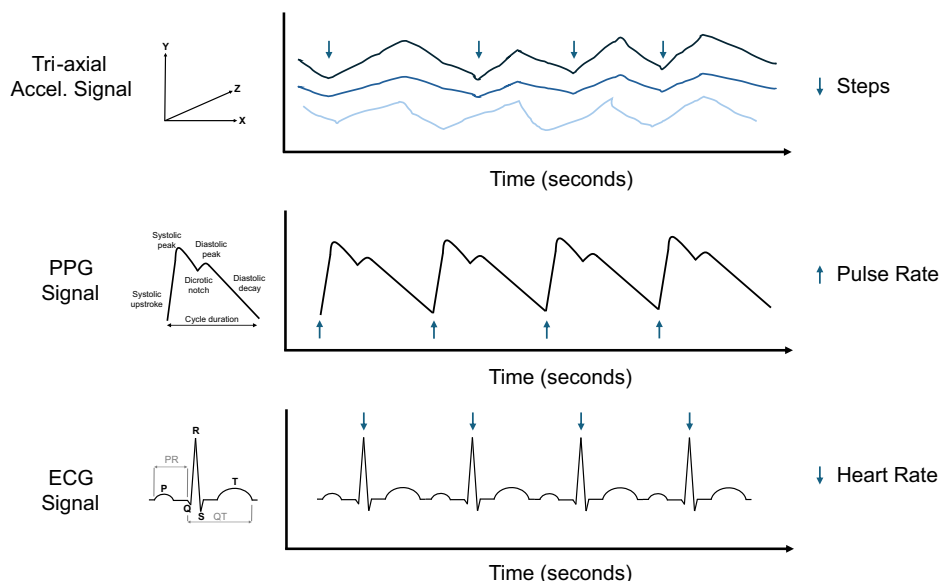 Tri-axial
Accel. Signal
Y
Z
X
Steps
Time (seconds)
PPG
Signal
Systolic
peak
Diastolic
peak
Dicrotic
notch
Diastolic
decay
Systolic
upstroke
Cycle duration
Pulse Rate
Time (seconds)
ECG
Signal
R
PR
P
T
Q
S
QT
Heart Rate
Time (seconds)